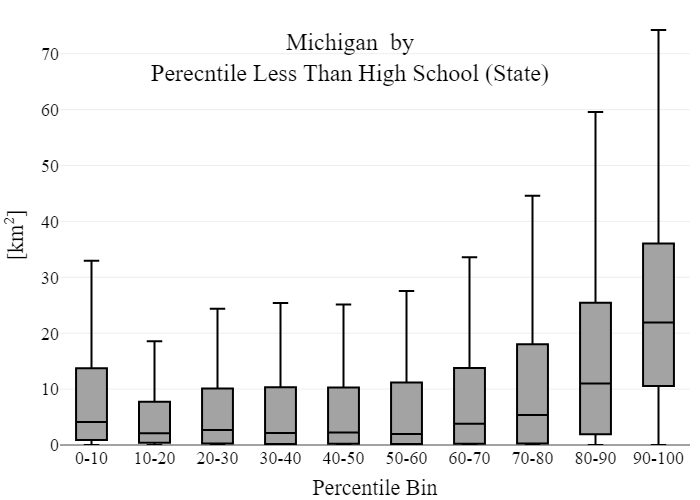 Michigan by
Perecntile Less Than High School (State)
[km²]
70
60
50
40
30
20
10
0
0-10 10-20 20-30 30-40 40-50 50-60 60-70 70-80 80-90 90-100
Percentile Bin